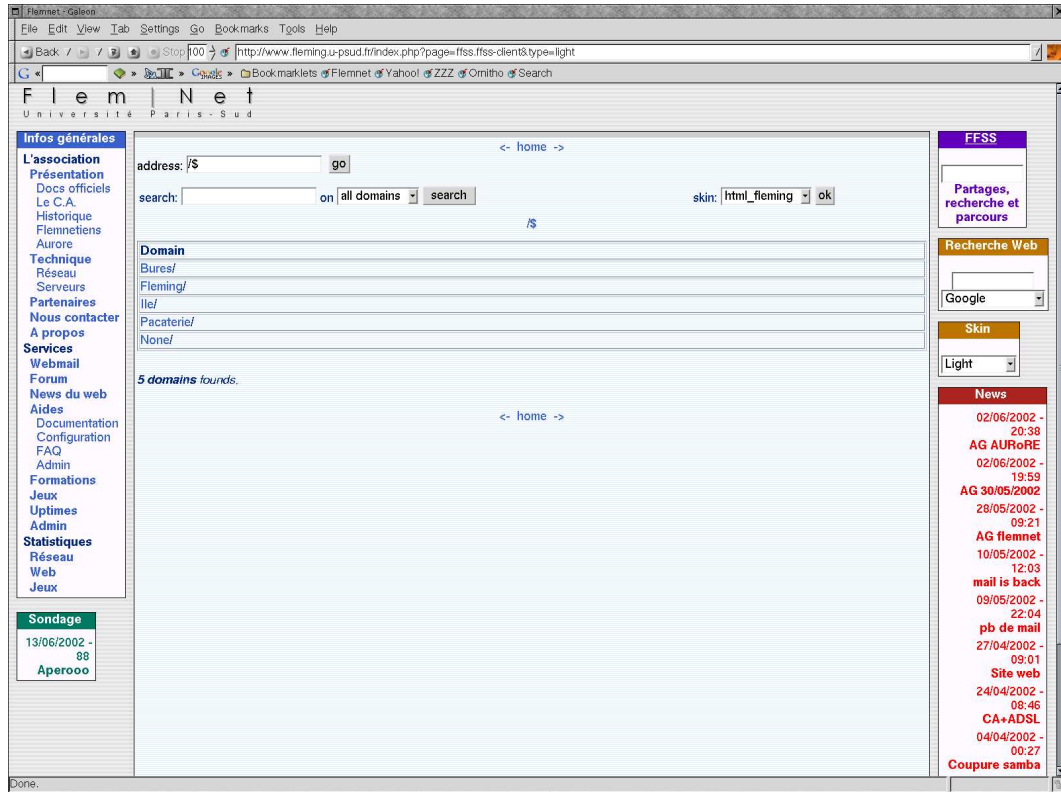 Flemnet - Galeon
File Edit View Tab Settings Go Bookmarks Tools Help
Back Stop 100 http://www.fleming.u-psud.fr/index.php?page=ffss.ffss-client&type=light
G « » » Google » Bookmarklets Flemnet Yahoo! ZZZ Ornitho Search
Flem | Net
Université Paris-Sud
Infos générales
L'association
Présentation
Docs officiels
Le C.A.
Historique
Flemnetiens
Aurore
Technique
Réseau
Serveurs
Partenaires
Nous contacter
A propos
Services
Webmail
Forum
News du web
Aides
Documentation
Configuration
FAQ
Admin
Formations
Jeux
Uptimes
Admin
Statistiques
Réseau
Web
Jeux
Sondage
13/06/2002 -
88
Aperooo
<- home ->
address: /$ go
search: on all domains search skin: html_fleming ok
/$
Domain
Bures/
Fleming/
Ile/
Pacaterie/
None/
5 domains founds.
<- home ->
FFSS
Partages,
recherche et
parcours
Recherche Web
Google
Skin
Light
News
02/06/2002 -
20:38
AG AURoRE
02/06/2002 -
19:59
AG 30/05/2002
28/05/2002 -
09:21
AG flemnet
10/05/2002 -
12:03
mail is back
09/05/2002 -
22:04
pb de mail
27/04/2002 -
09:01
Site web
24/04/2002 -
08:46
CA+ADSL
04/04/2002 -
00:27
Coupure samba
Done.